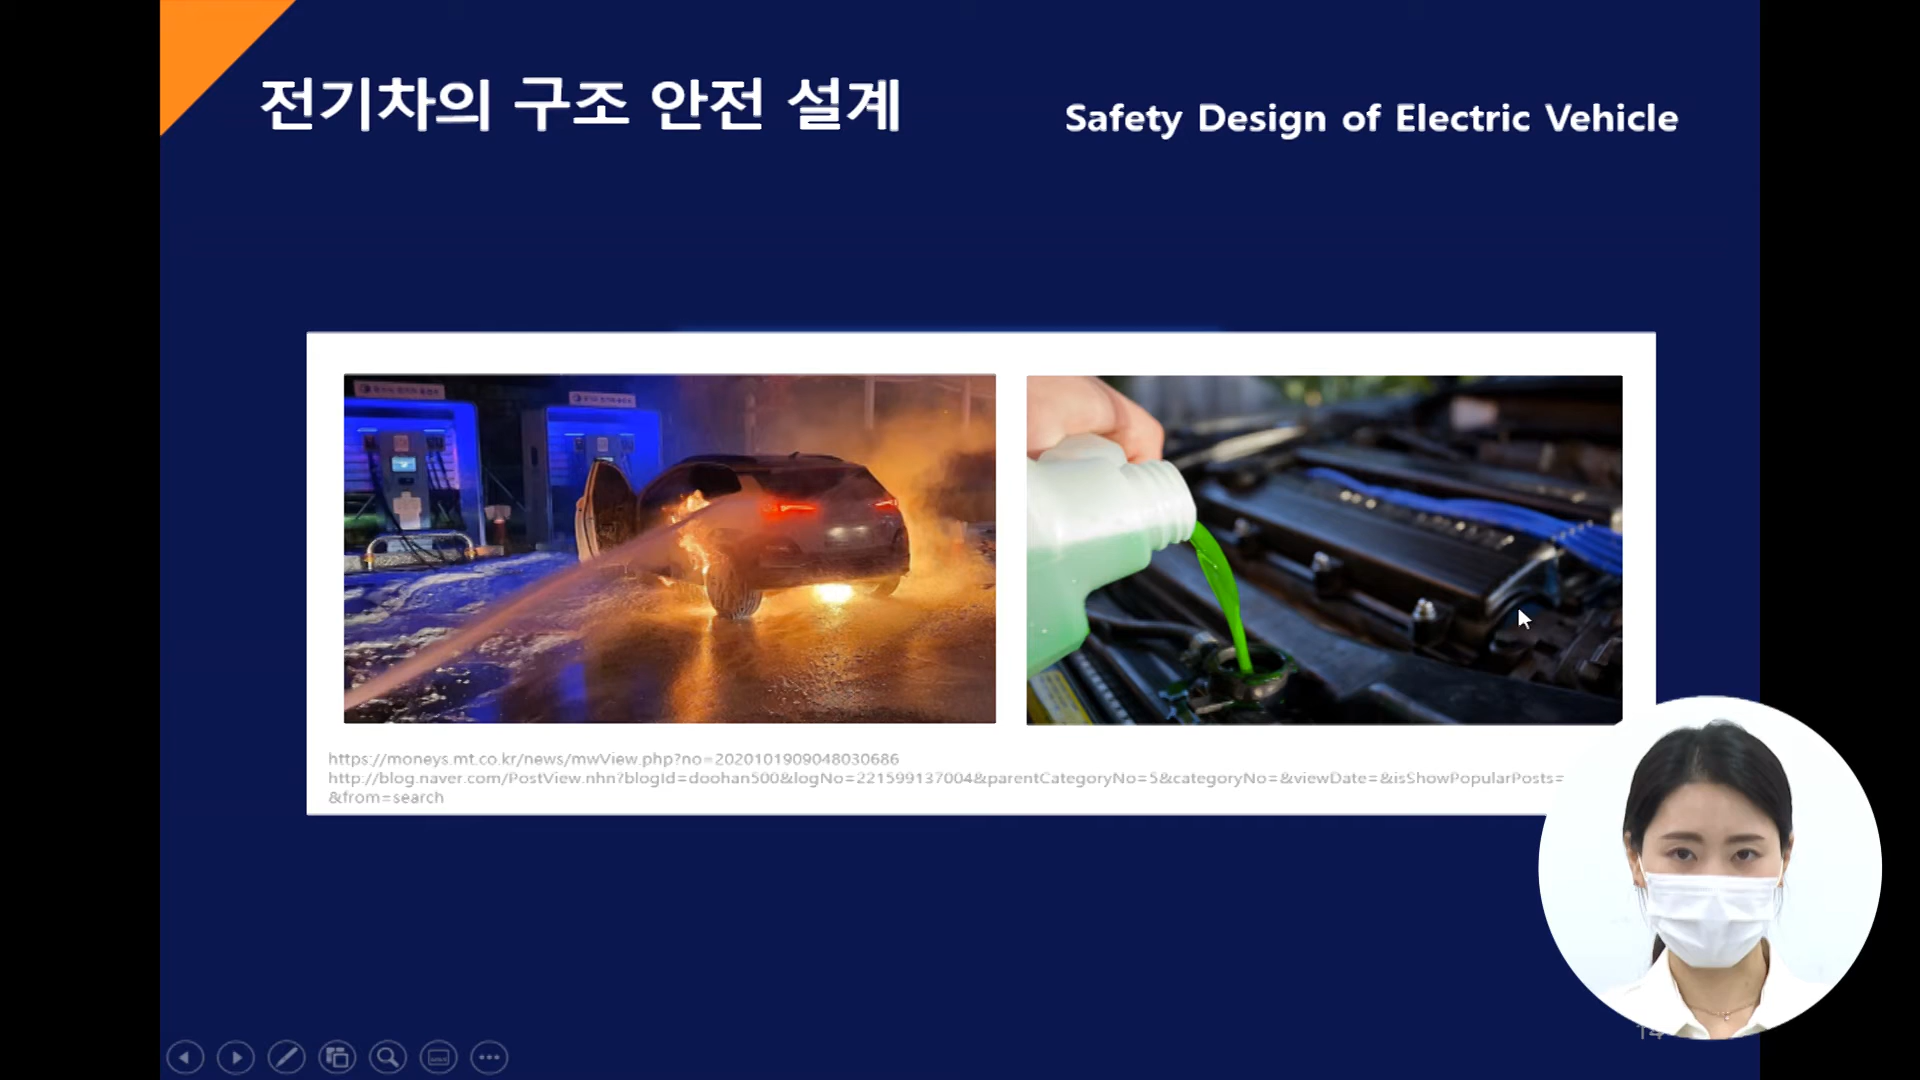 전기차의 구조 안전 설계
Safety Design of Electric Vehicle
https://moneys.mt.co.kr/news/mwView.php?no=2020101909048030686
http://blog.naver.com/PostView.nhn?blogId=doohan500&logNo=221599137004&parentCategoryNo=5&categoryNo=&viewDate=&isShowPopularPosts=
&from=search